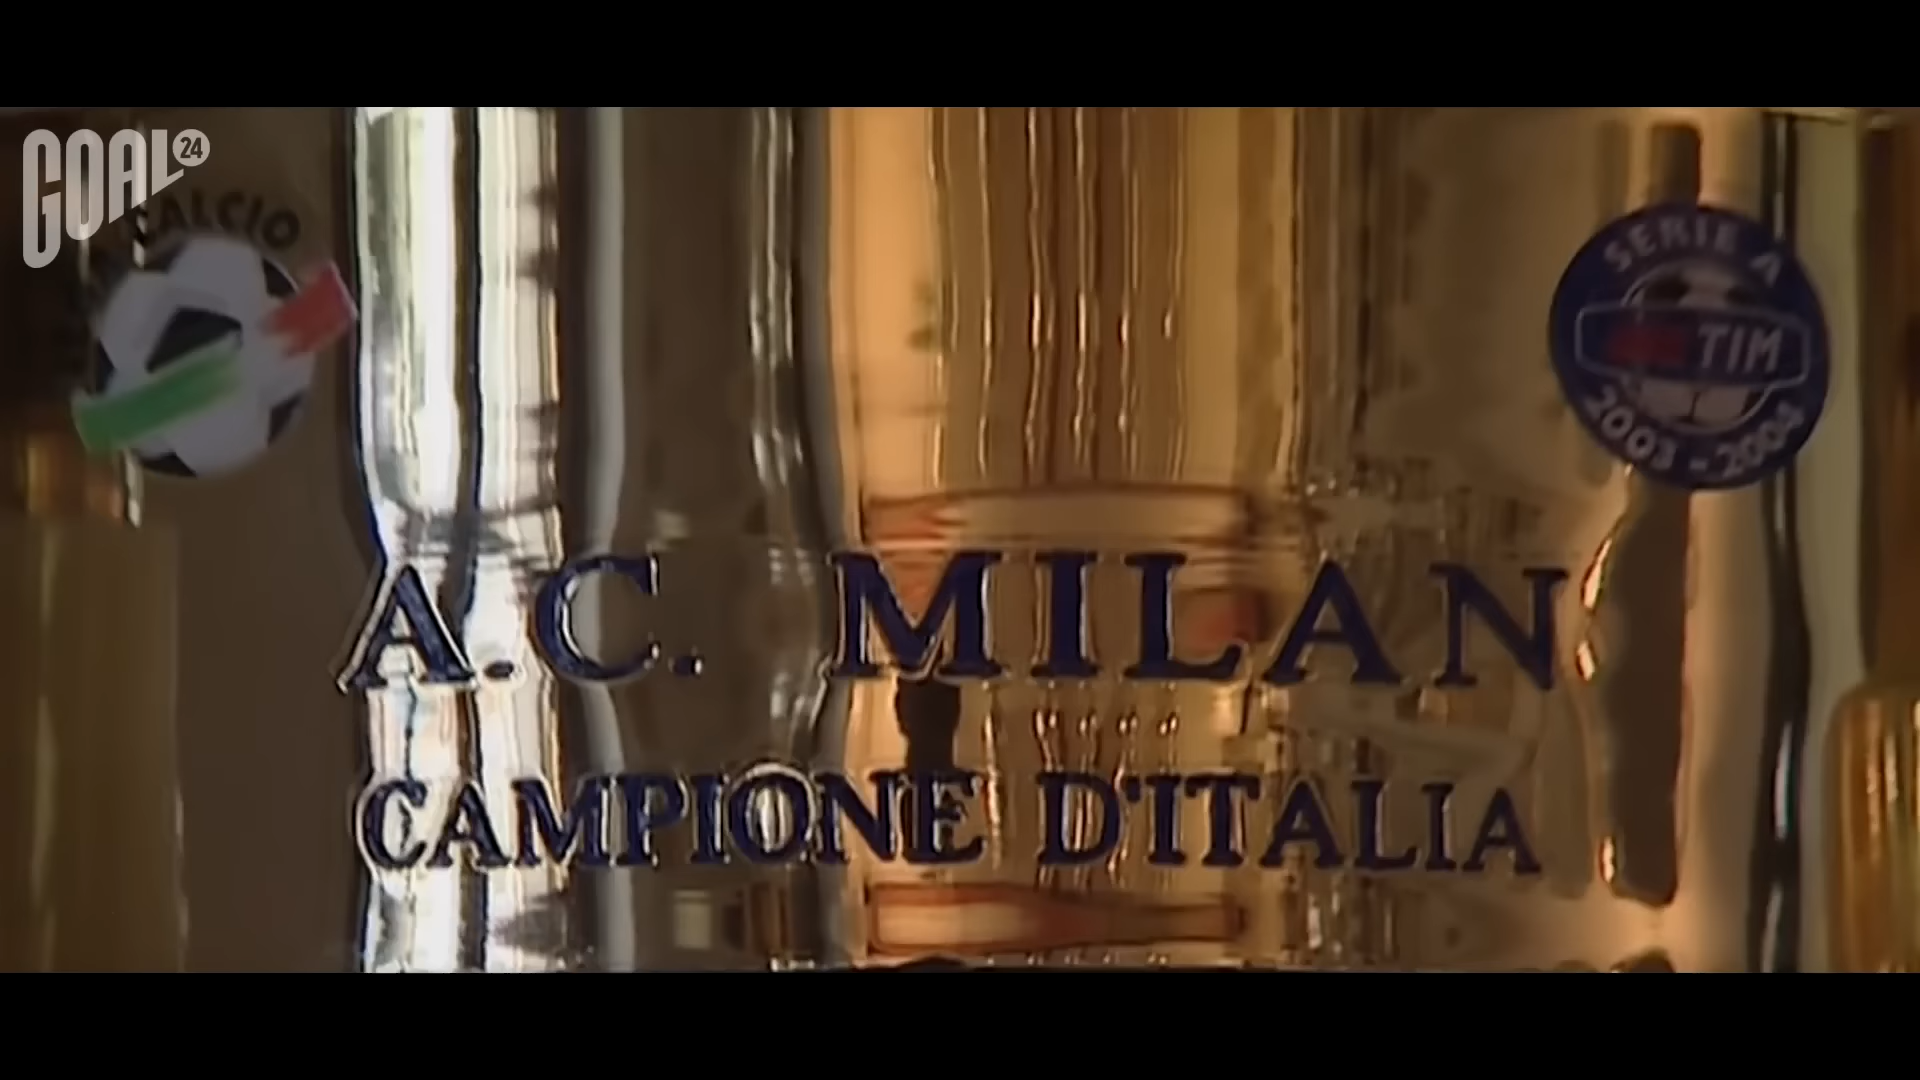 GOAL24
CALCIO
SERIE A
TIM
2003 - 2004
A.C. MILAN
CAMPIONE D'ITALIA